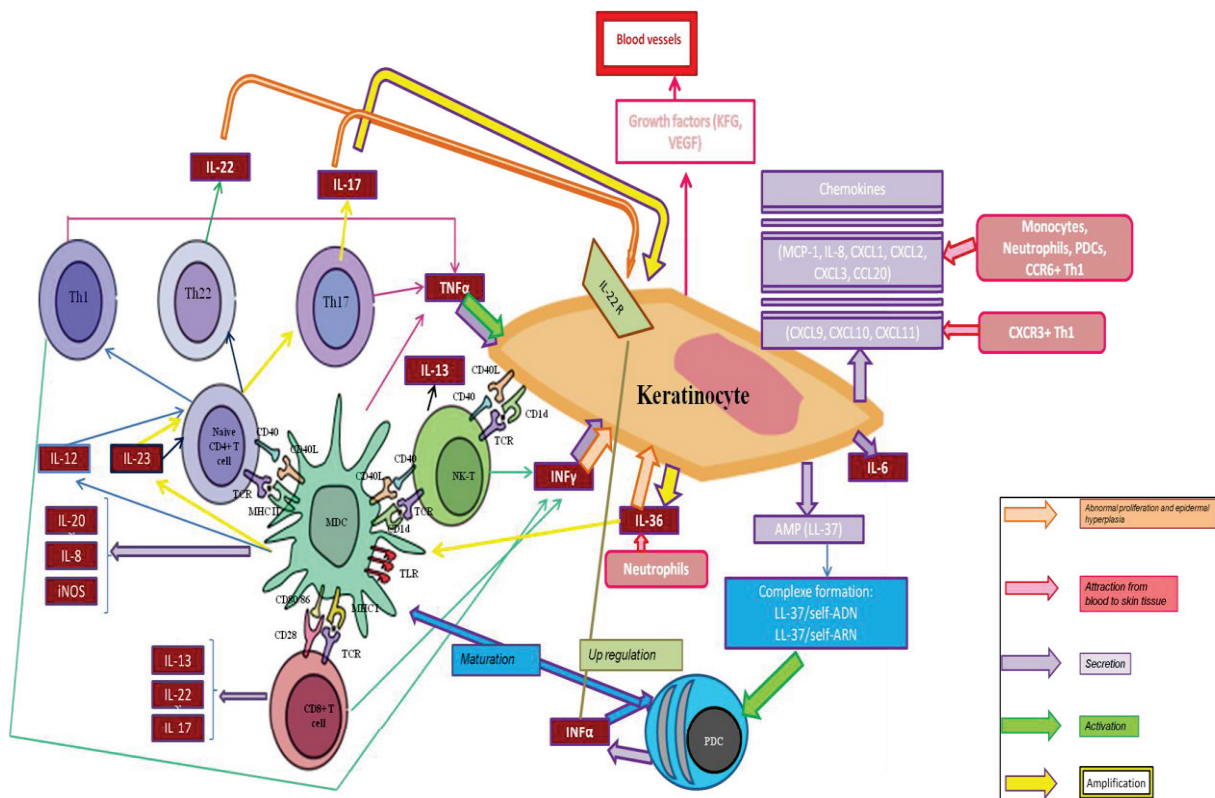 Blood vessels
Growth factors (KFG,
VEGF)
IL-22
IL-17
Chemokines
(MCP-1, IL-8, CXCL1, CXCL2,
CXCL3, CCL20)
Monocytes,
Neutrophils, PDCs,
CCR6+ Th1
(CXCL9, CXCL10, CXCL11)
CXCR3+ Th1
Th1
Th22
Th17
TNFα
IL-22 R
Keratinocyte
IL-13
CD40L
CD40
CD1d
TCR
Naive
CD4+ T
cell
CD40
CD40L
TCR
MHC II
IL-12
IL-23
MDC
CD40L
CD40
TCR
CD1d
NK-T
INFγ
IL-36
IL-6
Neutrophils
AMP (LL-37)
Complexe formation:
LL-37/self-ADN
LL-37/self-ARN
IL-20
IL-8
iNOS
TLR
CD80/86
MHC I
CD28
TCR
CD8+ T
cell
IL-13
IL-22
IL 17
Maturation
Up regulation
INFα
PDC
Abnormal proliferation and epidermal
hyperplasia
Attraction from
blood to skin tissue
Secretion
Activation
Amplification